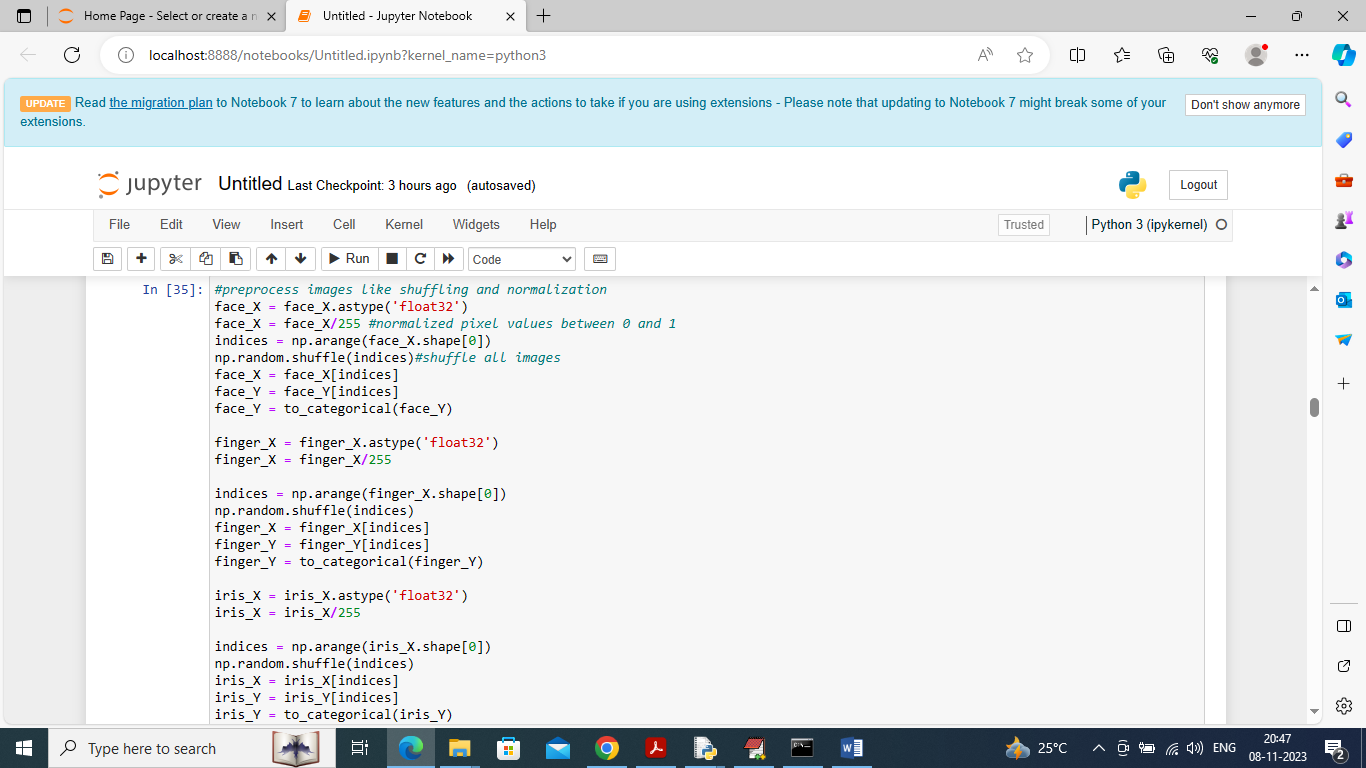 Home Page - Select or create a n
Untitled - Jupyter Notebook
localhost:8888/notebooks/Untitled.ipynb?kernel_name=python3
UPDATE Read the migration plan to Notebook 7 to learn about the new features and the actions to take if you are using extensions - Please note that updating to Notebook 7 might break some of your
extensions.
Don't show anymore
jupyter Untitled Last Checkpoint: 3 hours ago (autosaved)
Logout
File Edit View Insert Cell Kernel Widgets Help
Trusted
Python 3 (ipykernel)
Run
Code
In [35]: #preprocess images like shuffling and normalization
face_X = face_X.astype('float32')
face_X = face_X/255 #normalized pixel values between 0 and 1
indices = np.arange(face_X.shape[0])
np.random.shuffle(indices)#shuffle all images
face_X = face_X[indices]
face_Y = face_Y[indices]
face_Y = to_categorical(face_Y)
finger_X = finger_X.astype('float32')
finger_X = finger_X/255
indices = np.arange(finger_X.shape[0])
np.random.shuffle(indices)
finger_X = finger_X[indices]
finger_Y = finger_Y[indices]
finger_Y = to_categorical(finger_Y)
iris_X = iris_X.astype('float32')
iris_X = iris_X/255
indices = np.arange(iris_X.shape[0])
np.random.shuffle(indices)
iris_X = iris_X[indices]
iris_Y = iris_Y[indices]
iris_Y = to_categorical(iris_Y)
Type here to search
25°C
ENG
20:47
08-11-2023
2